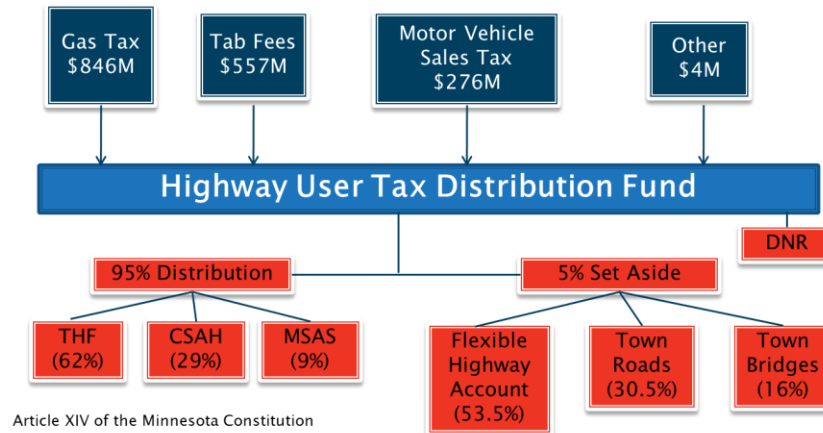 Gas Tax
$846M
Tab Fees
$557M
Motor Vehicle
Sales Tax
$276M
Other
$4M
Highway User Tax Distribution Fund
DNR
95% Distribution
5% Set Aside
THF
(62%)
CSAH
(29%)
MSAS
(9%)
Flexible
Highway
Account
(53.5%)
Town
Roads
(30.5%)
Town
Bridges
(16%)
Article XIV of the Minnesota Constitution